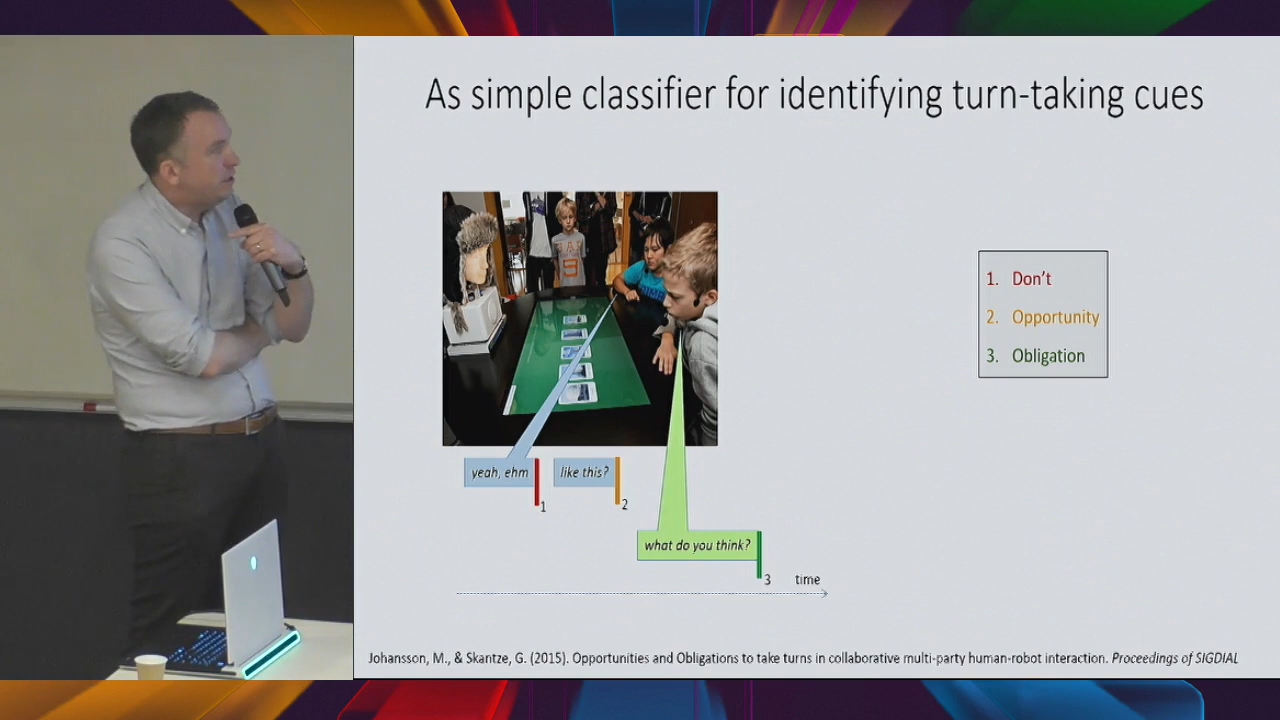 As simple classifier for identifying turn-taking cues
1. Don't
2. Opportunity
3. Obligation
yeah, ehm
1
like this?
2
what do you think?
3
time
Johansson, M., & Skantze, G. (2015). Opportunities and Obligations to take turns in collaborative multi-party human-robot interaction. Proceedings of SIGDIAL